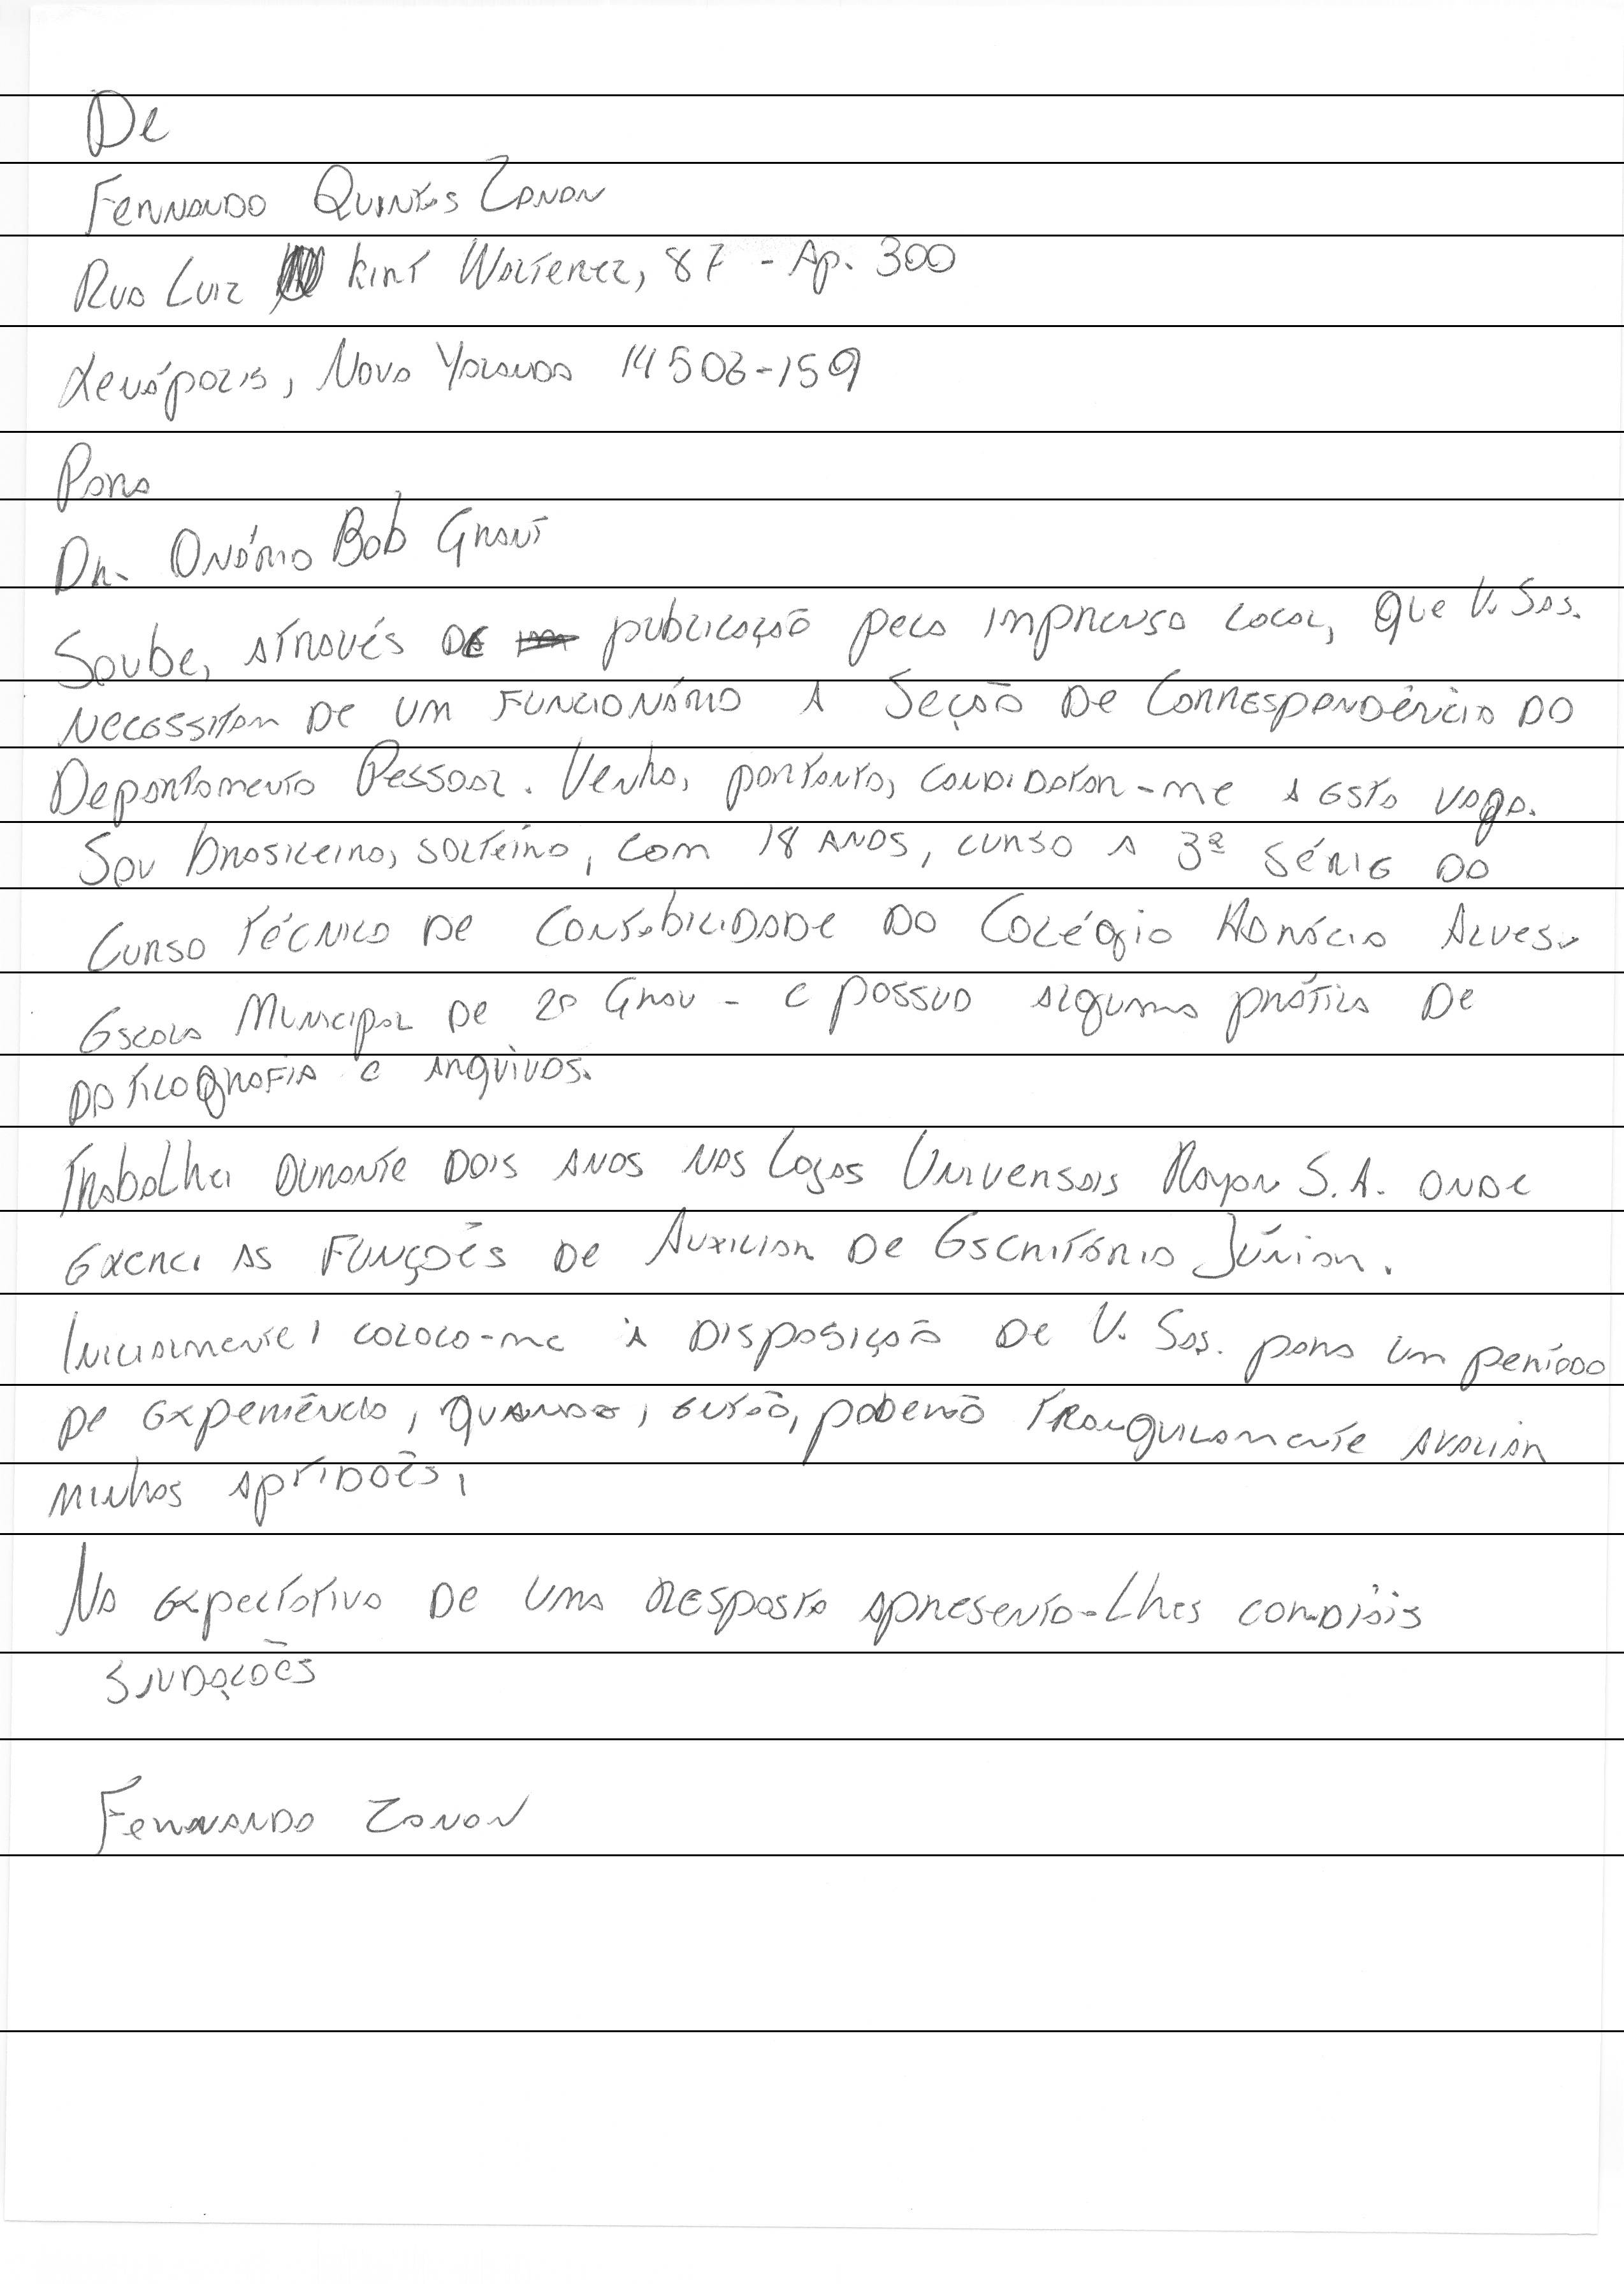 De
Fernando Quintes Zanon
Rua Luiz Kint Walterez, 87 - Ap. 300
Xenápolis, Nova Yolanda 14503-159
Para
Dr. Onório Bob Grant
Soube, através de publicação pela imprensa local, que V. Sas.
necessitam de um funcionário a Seção de Correspondência do
Departamento Pessoal. Venho, portanto, candidatar-me a esta vaga.
Sou brasileiro, solteiro, com 18 anos, curso a 3ª série do
Curso técnico de Contabilidade do Colégio Honácio Alves -
Escola Municipal de 2º Grau - e possuo alguma prática de
datilografia e arquivos.
Trabalhei durante dois anos nas Lojas Universais Rayon S.A. onde
exerci as funções de Auxiliar de Escritório Júnior.
Inicialmente, coloco-me à disposição de V. Sas. para um período
de experiência, quando, então, poderão tranquilamente avaliar
minhas aptidões,
Na expectativa de uma resposta apresento-lhes cordiais
saudações
Fernando Zanon